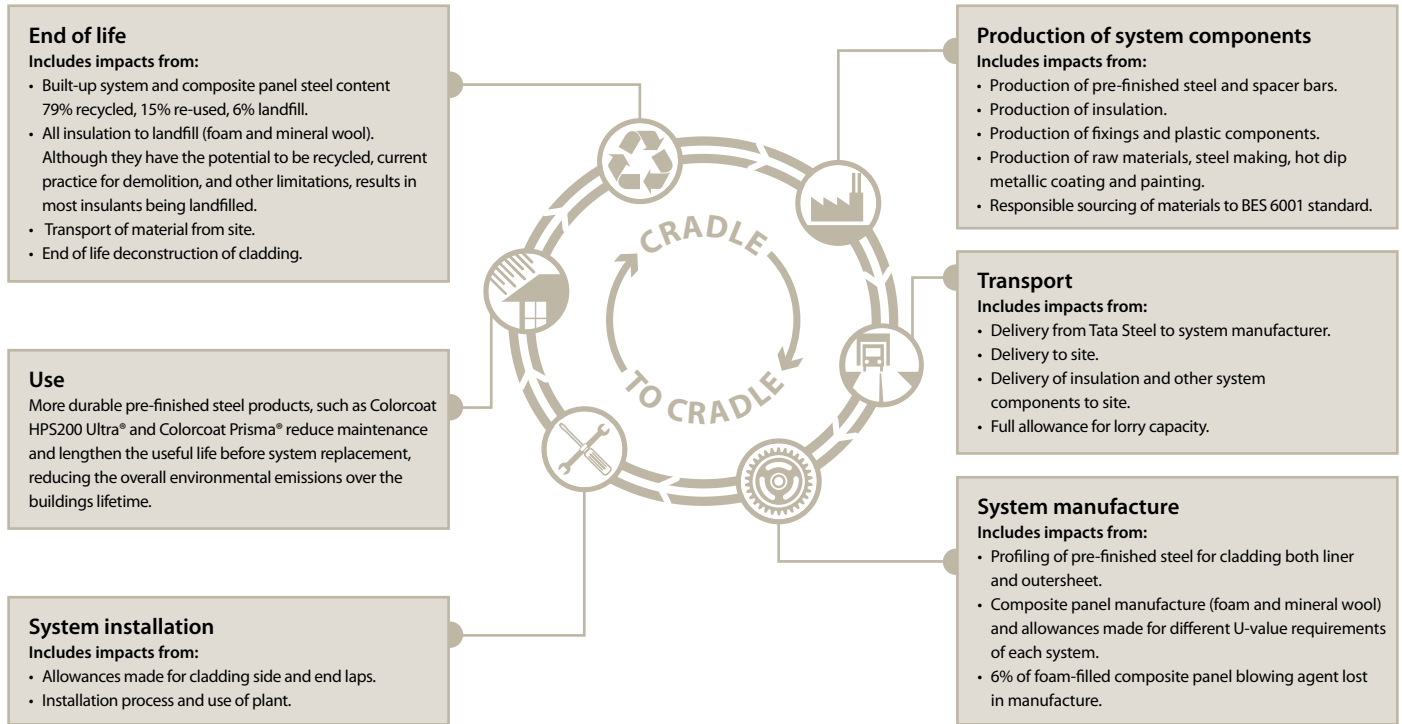 End of life
Includes impacts from:
• Built-up system and composite panel steel content
79% recycled, 15% re-used, 6% landfill.
• All insulation to landfill (foam and mineral wool).
Although they have the potential to be recycled, current
practice for demolition, and other limitations, results in
most insulants being landfilled.
• Transport of material from site.
• End of life deconstruction of cladding.
Use
More durable pre-finished steel products, such as Colorcoat
HPS200 Ultra® and Colorcoat Prisma® reduce maintenance
and lengthen the useful life before system replacement,
reducing the overall environmental emissions over the
buildings lifetime.
System installation
Includes impacts from:
• Allowances made for cladding side and end laps.
• Installation process and use of plant.
CRADLE
TO CRADLE
Production of system components
Includes impacts from:
• Production of pre-finished steel and spacer bars.
• Production of insulation.
• Production of fixings and plastic components.
• Production of raw materials, steel making, hot dip
metallic coating and painting.
• Responsible sourcing of materials to BES 6001 standard.
Transport
Includes impacts from:
• Delivery from Tata Steel to system manufacturer.
• Delivery to site.
• Delivery of insulation and other system
components to site.
• Full allowance for lorry capacity.
System manufacture
Includes impacts from:
• Profiling of pre-finished steel for cladding both liner
and outersheet.
• Composite panel manufacture (foam and mineral wool)
and allowances made for different U-value requirements
of each system.
• 6% of foam-filled composite panel blowing agent lost
in manufacture.